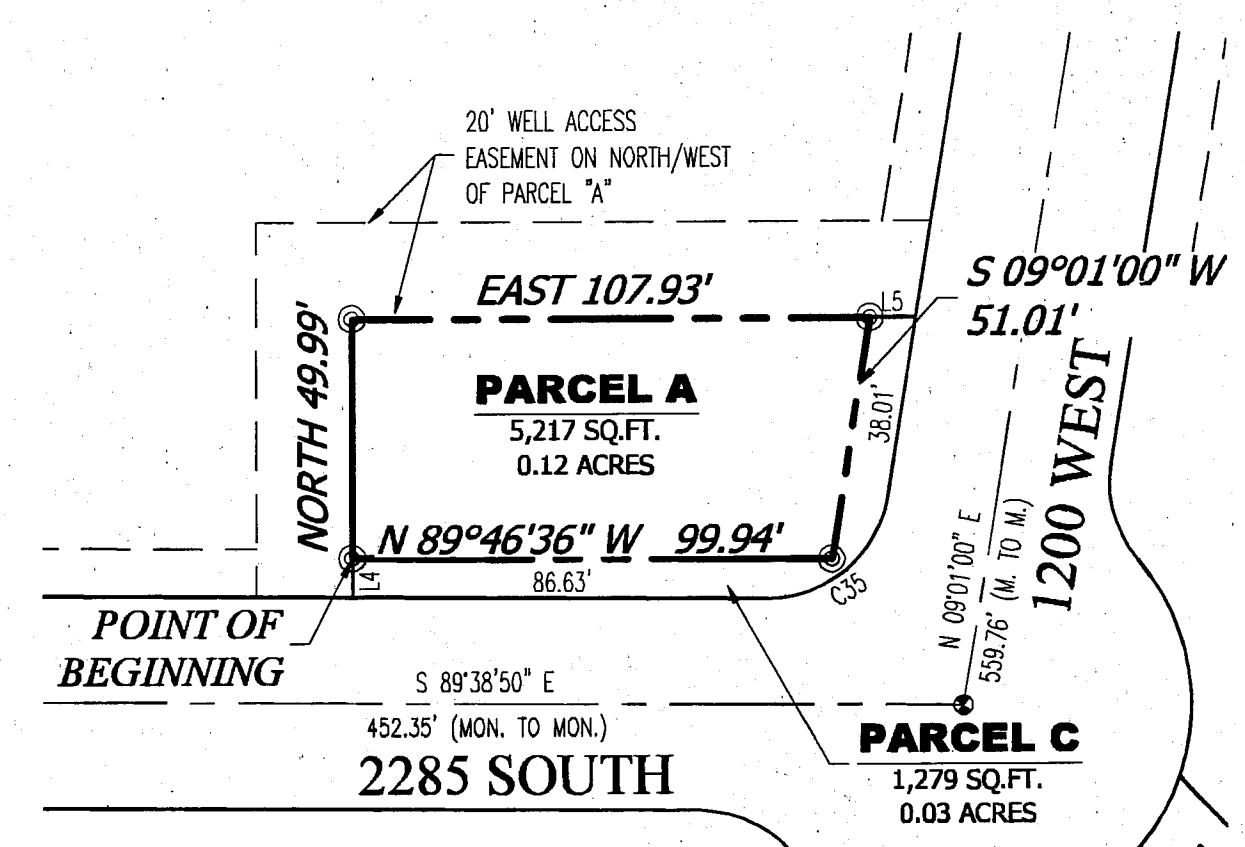 20' WELL ACCESS
EASEMENT ON NORTH/WEST
OF PARCEL "A"
EAST 107.93'
L5
S 09°01'00" W
51.01'
NORTH 49.99'
PARCEL A
5,217 SQ.FT.
0.12 ACRES
38.01'
1200 WEST
N 89°46'36" W 99.94'
L4
86.63'
C35
N 09°01'00" E
559.76' (M. TO M.)
POINT OF
BEGINNING
S 89°38'50" E
452.35' (MON. TO MON.)
2285 SOUTH
PARCEL C
1,279 SQ.FT.
0.03 ACRES